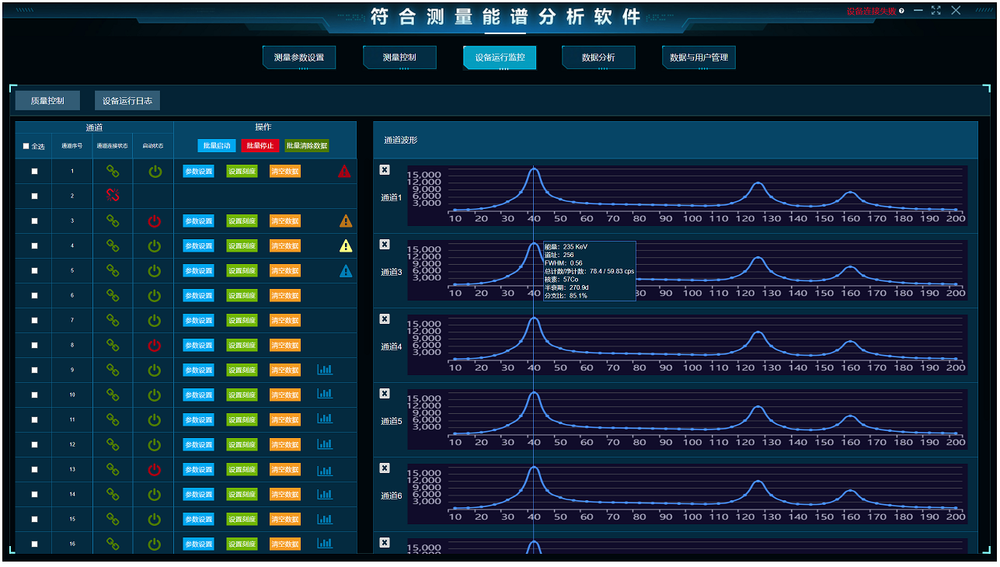 符合测量能谱分析软件
设备连接失败
测量参数设置 测量控制 设备运行监控 数据分析 数据与用户管理
质量控制 设备运行日志
通道 操作 通道波形
全选 通道序号 通道连接状态 启动状态 批量启动 批量停止 批量清除数据
1 参数设置 设置刻度 清空数据
2
3 参数设置 设置刻度 清空数据
4 参数设置 设置刻度 清空数据
5 参数设置 设置刻度 清空数据
6 参数设置 设置刻度 清空数据
7 参数设置 设置刻度 清空数据
8 参数设置 设置刻度 清空数据
9 参数设置 设置刻度 清空数据
10 参数设置 设置刻度 清空数据
11 参数设置 设置刻度 清空数据
12 参数设置 设置刻度 清空数据
13 参数设置 设置刻度 清空数据
14 参数设置 设置刻度 清空数据
15 参数设置 设置刻度 清空数据
16 参数设置 设置刻度 清空数据
通道1
15,000
12,000
9,000
6,000
3,000
10 20 30 40 50 60 70 80 90 100 110 120 130 140 150 160 170 180 190 200
通道3
15,000
12,000
9,000
6,000
3,000
10 20 30 40 80 90 100 110 120 130 140 150 160 170 180 190 200
能量：235 KeV
道址：256
FWHM：0.56
总计数/净计数：78.4 / 59.83 cps
核素：57Co
半衰期：270.9d
分支比：85.1%
通道4
15,000
12,000
9,000
6,000
3,000
10 20 30 40 50 60 70 80 90 100 110 120 130 140 150 160 170 180 190 200
通道5
15,000
12,000
9,000
6,000
3,000
10 20 30 40 50 60 70 80 90 100 110 120 130 140 150 160 170 180 190 200
通道6
15,000
12,000
9,000
6,000
3,000
10 20 30 40 50 60 70 80 90 100 110 120 130 140 150 160 170 180 190 200
15,000